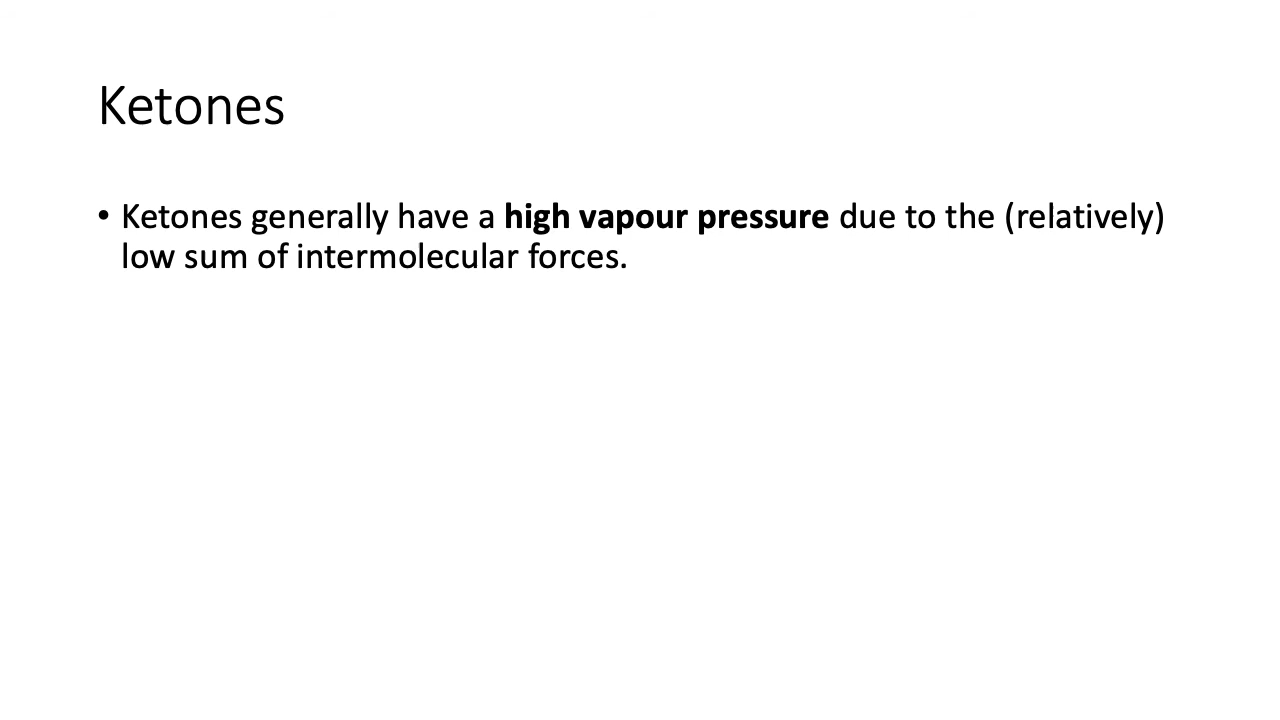 Ketones
• Ketones generally have a high vapour pressure due to the (relatively)
low sum of intermolecular forces.